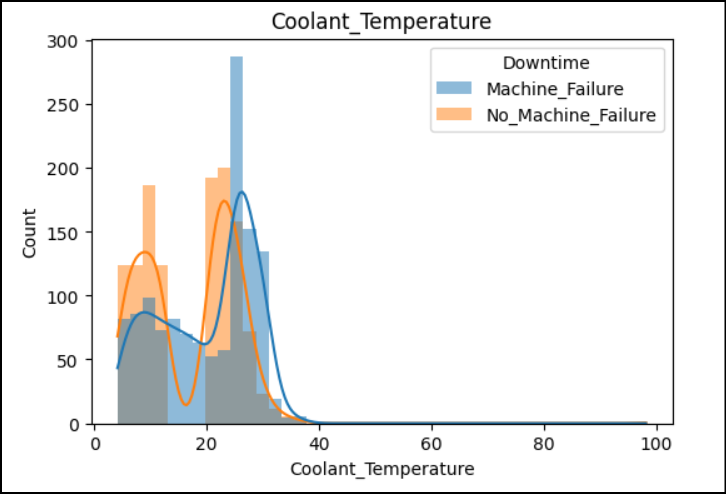 Coolant_Temperature
300
250
200
150
100
50
0
Count
Downtime
Machine_Failure
No_Machine_Failure
0 20 40 60 80 100
Coolant_Temperature